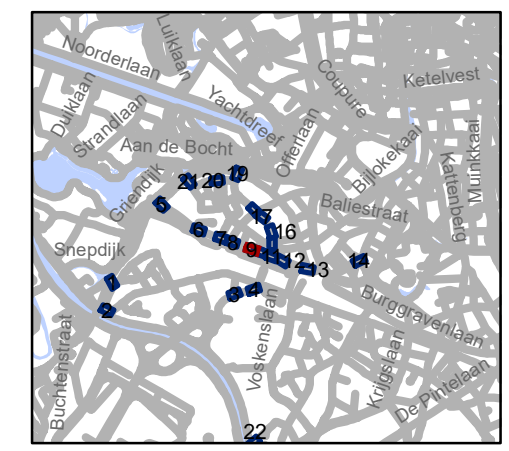 Luiklaan
Noorderlaan
Coupure
Ketelvest
Dulklaan
Strandlaan
Yachtdreef
Offerlaan
Aan de Bocht
Bijlokekaai
Kattenberg
Muinkkaai
Griendijk
21
20
19
5
17
Baliestraat
6
7
8
16
Snepdijk
9
11
12
13
14
1
2
3
4
Burggravenlaan
Voskenslaan
Buchtenstraat
Krijgslaan
De Pintelaan
22